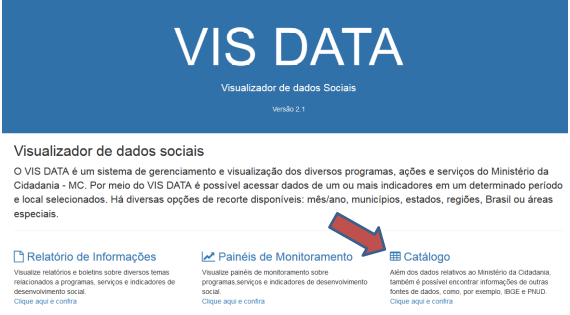 VIS DATA
Visualizador de dados Sociais
Versão 2.1
Visualizador de dados sociais
O VIS DATA é um sistema de gerenciamento e visualização dos diversos programas, ações e serviços do Ministério da
Cidadania - MC. Por meio do VIS DATA é possível acessar dados de um ou mais indicadores em um determinado período
e local selecionados. Há diversas opções de recorte disponíveis: mês/ano, municípios, estados, regiões, Brasil ou áreas
especiais.
Relatório de Informações
Visualize relatórios e boletins sobre diversos temas
relacionados a programas, serviços e indicadores de
desenvolvimento social.
Clique aqui e confira
Painéis de Monitoramento
Visualize painéis de monitoramento sobre
programas,serviços e indicadores de desenvolvimento
social.
Clique aqui e confira
Catálogo
Além dos dados relativos ao Ministério da Cidadania,
também é possível encontrar informações de outras
fontes de dados, como, por exemplo, IBGE e PNUD.
Clique aqui e confira